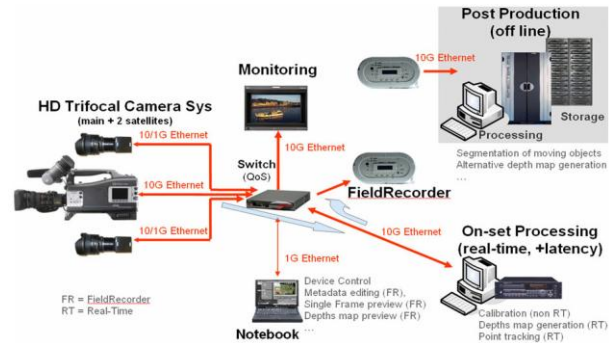 Post Production
(off line)
10G Ethernet
Processing
Storage
Segmentation of moving objects
Alternative depth map generation
...
Monitoring
HD Trifocal Camera Sys
(main + 2 satellites)
10/1G Ethernet
10G Ethernet
Switch
(QoS)
10G Ethernet
10/1G Ethernet
FieldRecorder
10G Ethernet
On-set Processing
(real-time, +latency)
Calibration (non RT)
Depths map generation (RT)
Point tracking (RT)
1G Ethernet
Device Control
Metadata editing (FR),
Single Frame preview (FR)
Depths map preview (FR)
...
Notebook
FR = FieldRecorder
RT = Real-Time